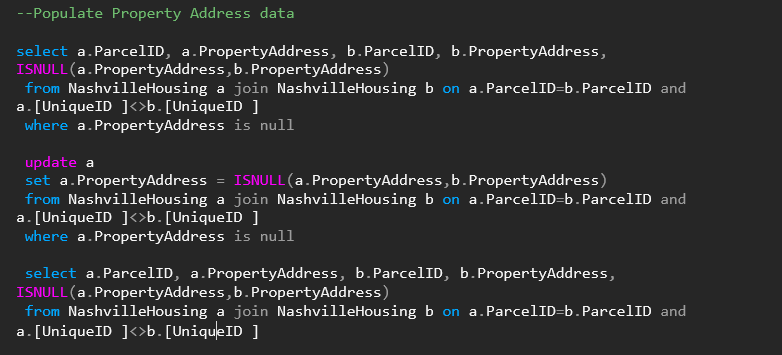 --Populate Property Address data
select a.ParcelID, a.PropertyAddress, b.ParcelID, b.PropertyAddress,
ISNULL(a.PropertyAddress,b.PropertyAddress)
from NashvilleHousing a join NashvilleHousing b on a.ParcelID=b.ParcelID and
a.[UniqueID ]<>b.[UniqueID ]
where a.PropertyAddress is null
update a
set a.PropertyAddress = ISNULL(a.PropertyAddress,b.PropertyAddress)
from NashvilleHousing a join NashvilleHousing b on a.ParcelID=b.ParcelID and
a.[UniqueID ]<>b.[UniqueID ]
where a.PropertyAddress is null
select a.ParcelID, a.PropertyAddress, b.ParcelID, b.PropertyAddress,
ISNULL(a.PropertyAddress,b.PropertyAddress)
from NashvilleHousing a join NashvilleHousing b on a.ParcelID=b.ParcelID and
a.[UniqueID ]<>b.[UniqueID ]